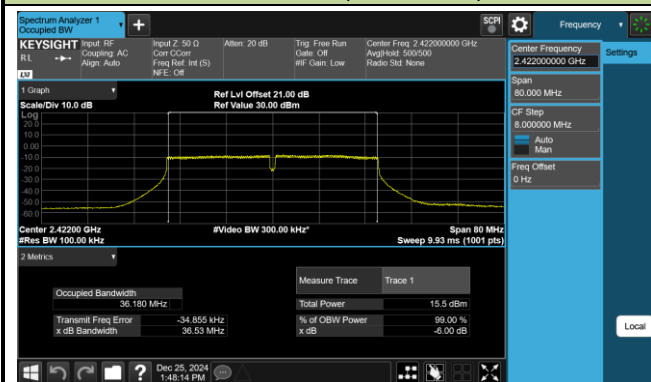 Spectrum Analyzer 1
Occupied BW
+
SCPI
Frequency
KEYSIGHT
RL
LXI
Input: RF
Coupling: AC
Align: Auto
Input Z: 50 Ω
Corr CCorr
Freq Ref: Int (S)
NFE: Off
Atten: 20 dB
Trig: Free Run
Gate: Off
#IF Gain: Low
Center Freq: 2.422000000 GHz
Avg|Hold: 500/500
Radio Std: None
Center Frequency
2.422000000 GHz
Settings
Span
80.000 MHz
CF Step
8.000000 MHz
Auto
Man
Freq Offset
0 Hz
Local
1 Graph
Scale/Div 10.0 dB
Ref Lvl Offset 21.00 dB
Ref Value 30.00 dBm
Log
20.0
10.0
0.00
-10.0
-20.0
-30.0
-40.0
-50.0
-60.0
Center 2.42200 GHz
#Video BW 300.00 kHz*
Span 80 MHz
#Res BW 100.00 kHz
Sweep 9.93 ms (1001 pts)
2 Metrics
Measure Trace
Trace 1
Occupied Bandwidth
36.180 MHz
Total Power
15.5 dBm
Transmit Freq Error
-34.855 kHz
% of OBW Power
99.00 %
x dB Bandwidth
36.53 MHz
x dB
-6.00 dB
?
Dec 25, 2024
1:48:14 PM